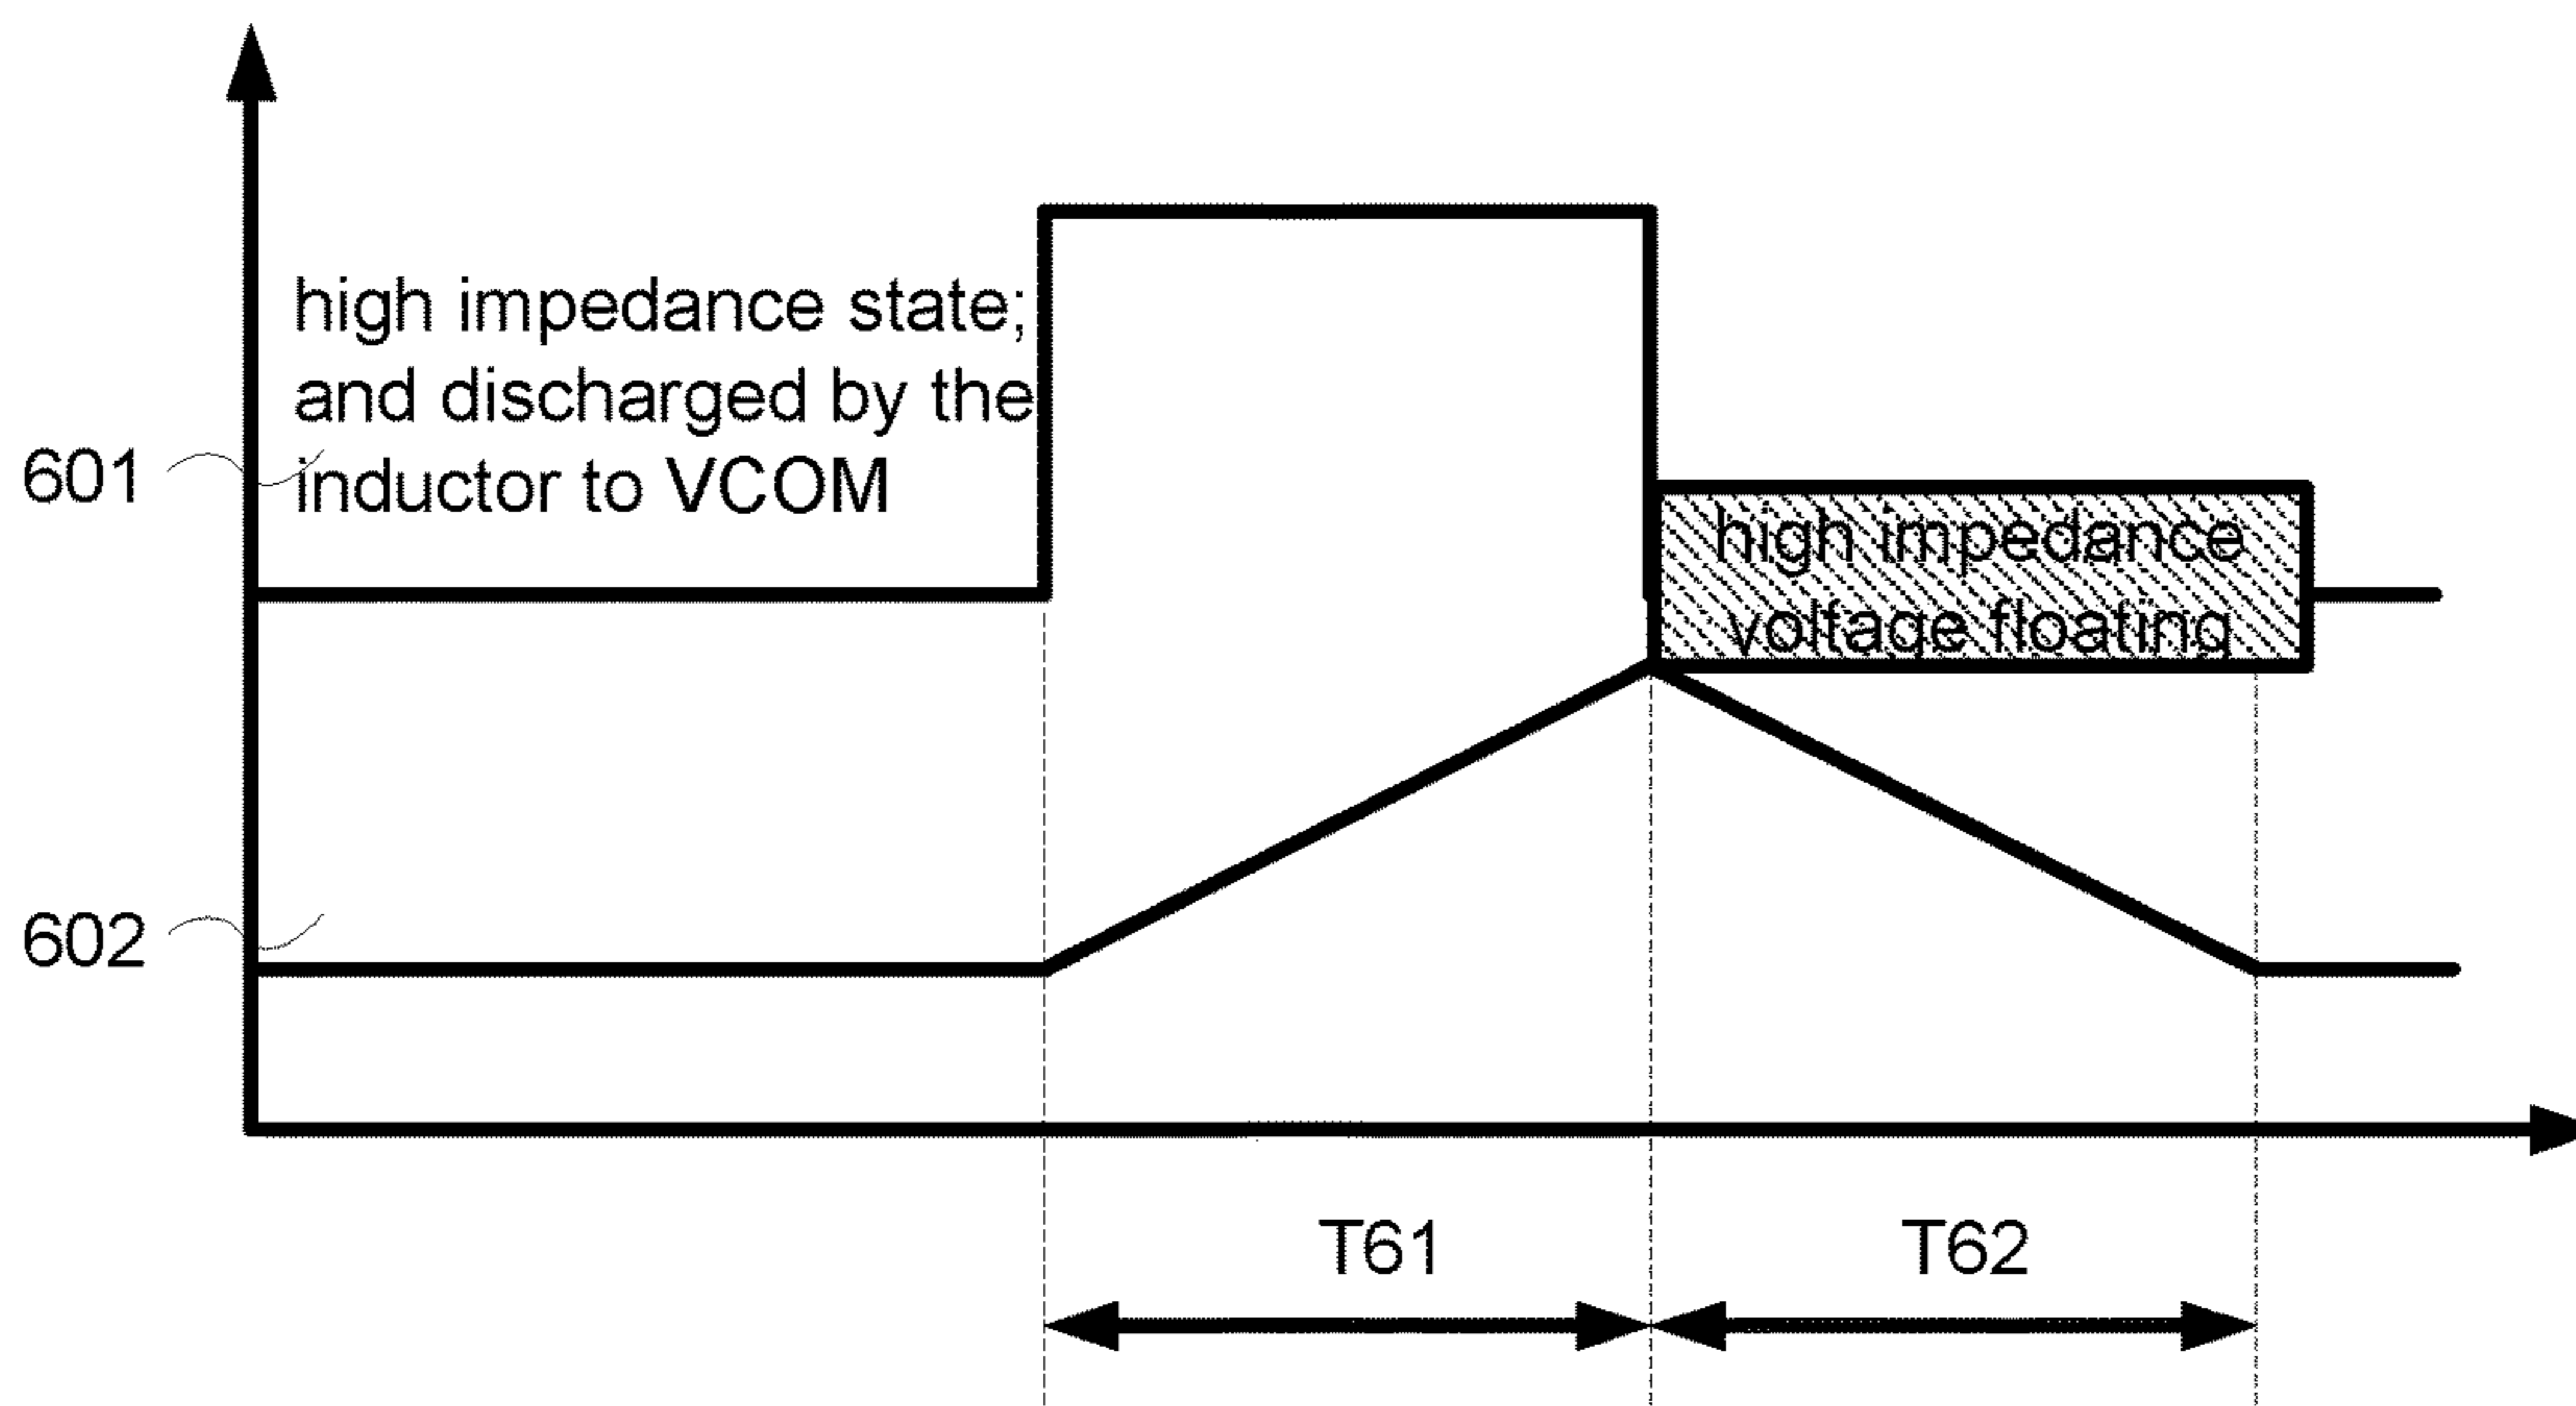 high impedance state;
and discharged by the
inductor to VCOM
601
high impedance
voltage floating
602
T61
T62